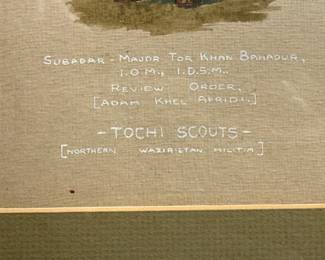 Subadar - Major Tor Khan Bahadur,
I.O.M., I.D.S.M..
Review Order,
[Adam Khel Afridi.]
- TOCHI SCOUTS -
[Northern Waziristan Militia]